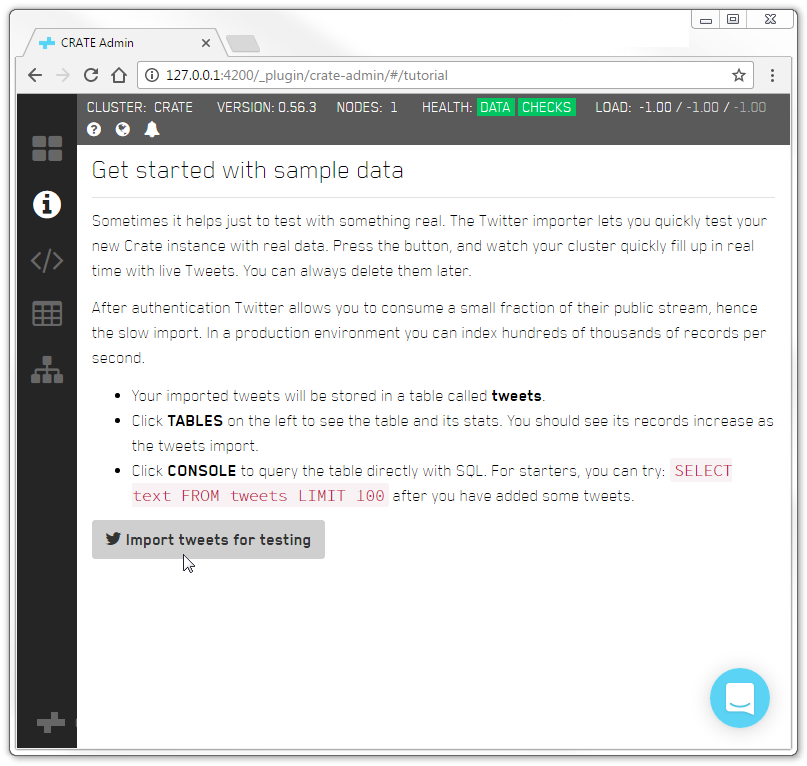 CRATE Admin
127.0.0.1:4200/_plugin/crate-admin/#/tutorial
CLUSTER: CRATE VERSION: 0.56.3 NODES: 1 HEALTH: DATA CHECKS LOAD: -1.00 / -1.00 / -1.00
Get started with sample data
Sometimes it helps just to test with something real. The Twitter importer lets you quickly test your
new Crate instance with real data. Press the button, and watch your cluster quickly fill up in real
time with live Tweets. You can always delete them later.
After authentication Twitter allows you to consume a small fraction of their public stream, hence
the slow import. In a production environment you can index hundreds of thousands of records per
second.
• Your imported tweets will be stored in a table called tweets.
• Click TABLES on the left to see the table and its stats. You should see its records increase as
the tweets import.
• Click CONSOLE to query the table directly with SQL. For starters, you can try: SELECT
text FROM tweets LIMIT 100 after you have added some tweets.
Import tweets for testing